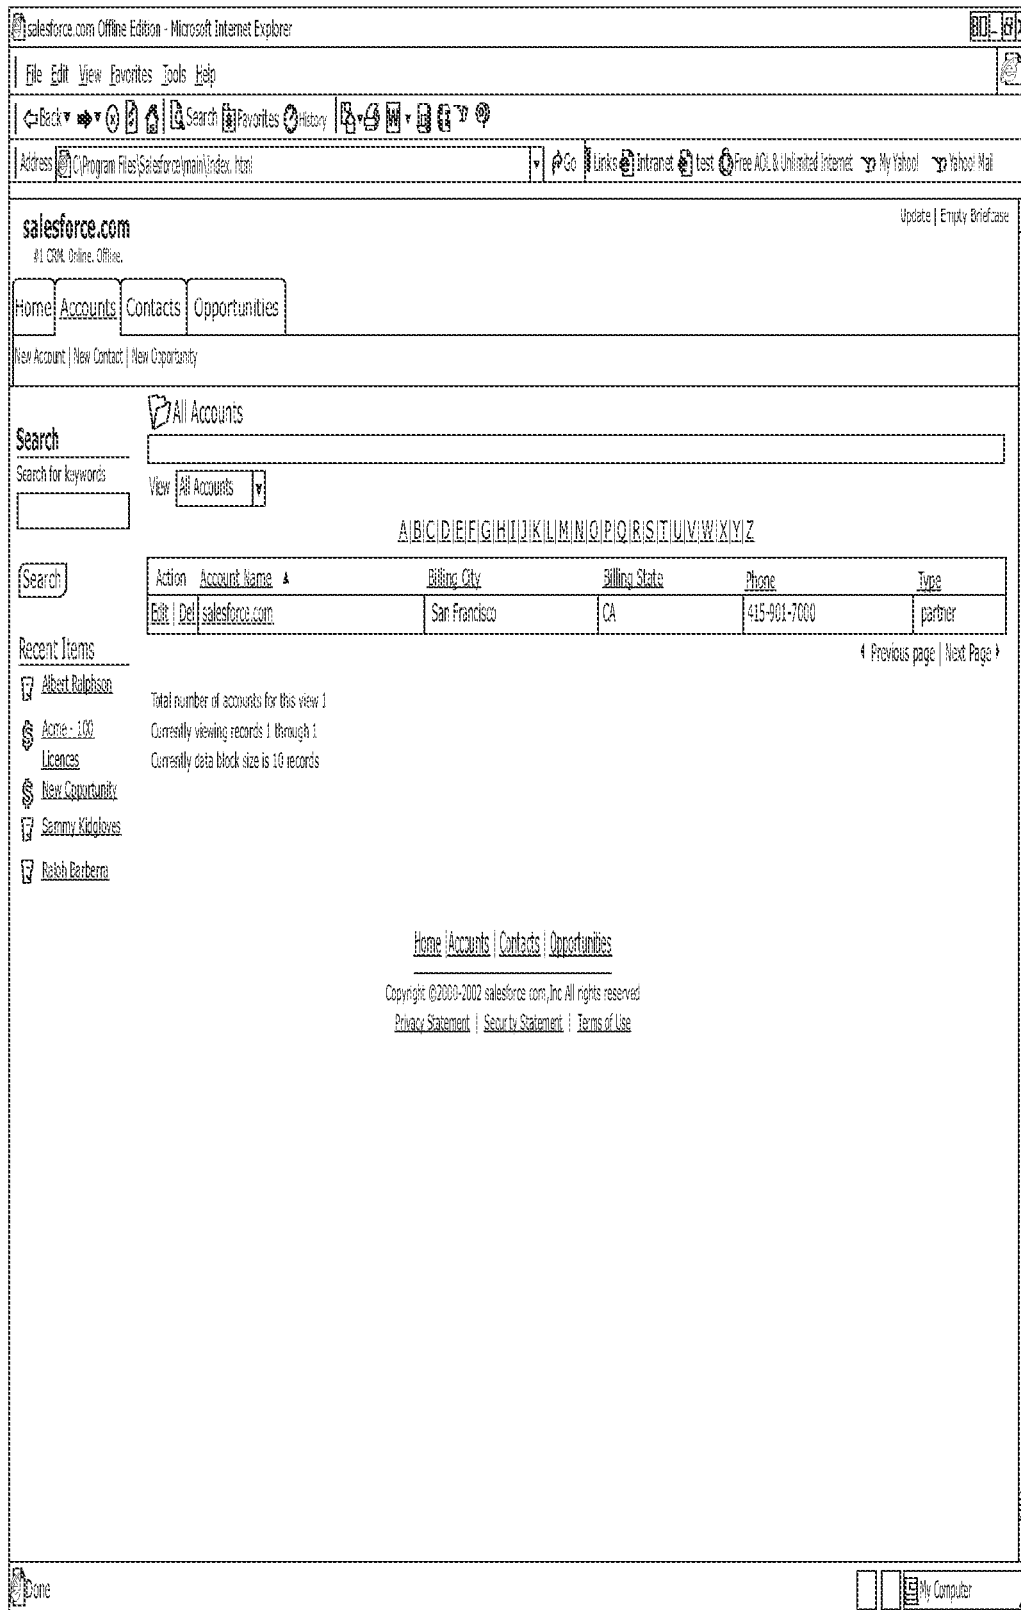 salesforce.com Offline Edition - Microsoft Internet Explorer
File Edit View Favorites Tools Help
Back Search Favorites History
Address C:\Program Files\Salesforce\main\index. html Go Links Intranet test Free AOL & Unlimited Internet My Yahoo! Yahoo! Mail
salesforce.com
#1 CRM. Online. Offline.
Update | Empty Briefcase
Home Accounts Contacts Opportunities
New Account | New Contact | New Opportunity
All Accounts
Search
Search for keywords
View All Accounts
A|B|C|D|E|F|G|H|I|J|K|L|M|N|O|P|Q|R|S|T|U|V|W|X|Y|Z
Search
Action Account Name Billing City Billing State Phone Type
Edit | Del salesforce.com San Francisco CA 415-901-7000 partner
Previous page | Next Page
Recent Items
Albert Ralphson
Acme - 100
Licences
New Opportunity
Sammy Kidgloves
Ralph Barberra
Total number of accounts for this view 1
Currently viewing records 1 through 1
Currently data block size is 10 records
Home | Accounts | Contacts | Opportunities
Copyright ©2000-2002 salesforce com,Inc All rights reserved
Privacy Statement | Security Statement | Terms of Use
Done
My Computer